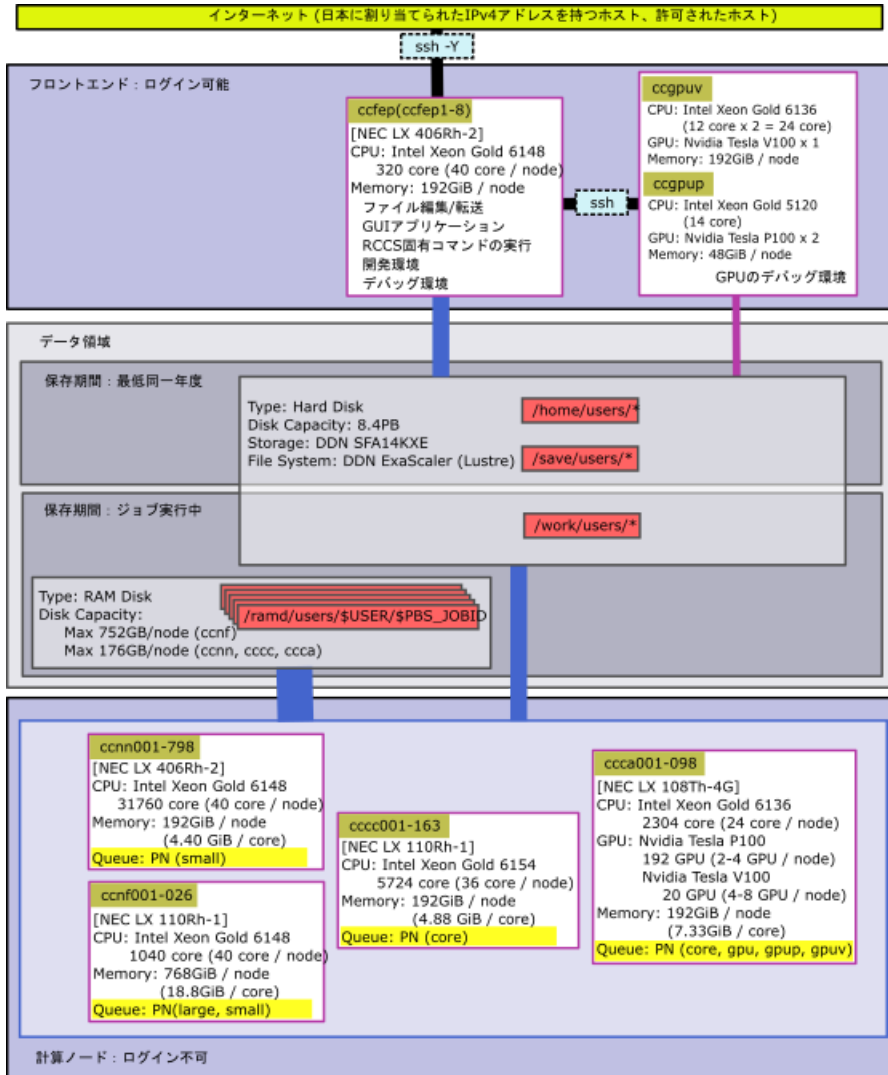 インターネット (日本に割り当てられたIPv4アドレスを持つホスト、許可されたホスト)
ssh -Y
フロントエンド：ログイン可能
ccfep(ccfep1-8)
[NEC LX 406Rh-2]
CPU: Intel Xeon Gold 6148
320 core (40 core / node)
Memory: 192GiB / node
ファイル編集/転送
GUIアプリケーション
RCCS固有コマンドの実行
開発環境
デバッグ環境
ssh
ccgpuv
CPU: Intel Xeon Gold 6136
(12 core x 2 = 24 core)
GPU: Nvidia Tesla V100 x 1
Memory: 192GiB / node
ccgpup
CPU: Intel Xeon Gold 5120
(14 core)
GPU: Nvidia Tesla P100 x 2
Memory: 48GiB / node
GPUのデバッグ環境
データ領域
保存期間：最低同一年度
Type: Hard Disk
Disk Capacity: 8.4PB
Storage: DDN SFA14KXE
File System: DDN ExaScaler (Lustre)
/home/users/*
/save/users/*
保存期間：ジョブ実行中
/work/users/*
Type: RAM Disk
Disk Capacity:
Max 752GB/node (ccnf)
Max 176GB/node (ccnn, cccc, ccca)
/ramd/users/$USER/$PBS_JOBID
ccnn001-798
[NEC LX 406Rh-2]
CPU: Intel Xeon Gold 6148
31760 core (40 core / node)
Memory: 192GiB / node
(4.40 GiB / core)
Queue: PN (small)
ccnf001-026
[NEC LX 110Rh-1]
CPU: Intel Xeon Gold 6148
1040 core (40 core / node)
Memory: 768GiB / node
(18.8GiB / core)
Queue: PN(large, small)
cccc001-163
[NEC LX 110Rh-1]
CPU: Intel Xeon Gold 6154
5724 core (36 core / node)
Memory: 192GiB / node
(4.88 GiB / core)
Queue: PN (core)
ccca001-098
[NEC LX 108Th-4G]
CPU: Intel Xeon Gold 6136
2304 core (24 core / node)
GPU: Nvidia Tesla P100
192 GPU (2-4 GPU / node)
Nvidia Tesla V100
20 GPU (4-8 GPU / node)
Memory: 192GiB / node
(7.33GiB / core)
Queue: PN (core, gpu, gpup, gpuv)
計算ノード：ログイン不可